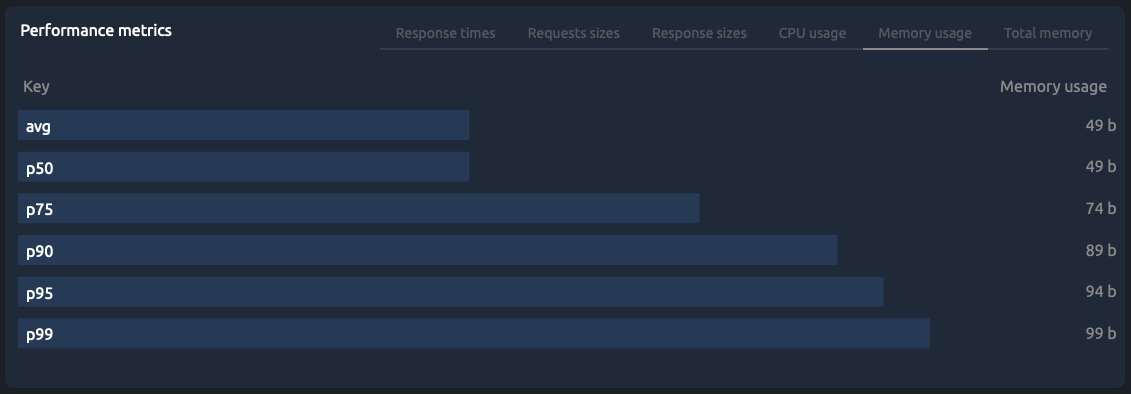 Performance metrics
Response times Requests sizes Response sizes CPU usage Memory usage Total memory
Key Memory usage
avg 49 b
p50 49 b
p75 74 b
p90 89 b
p95 94 b
p99 99 b